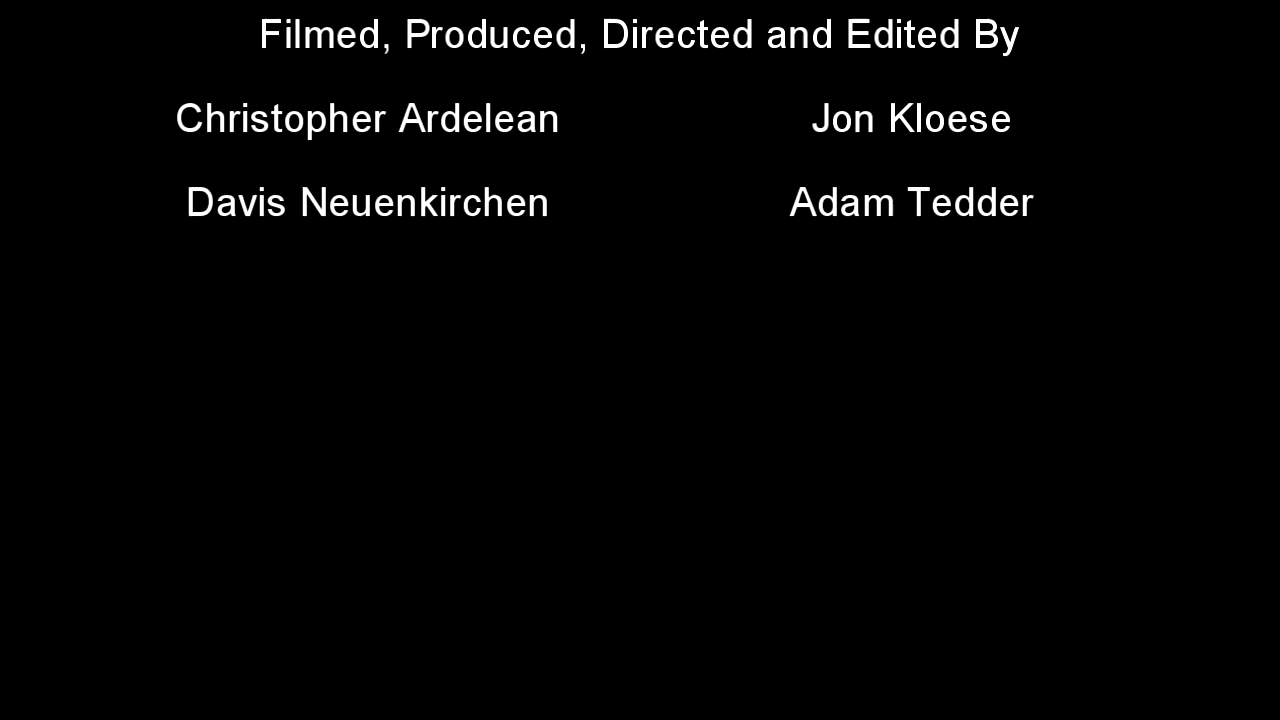 Filmed, Produced, Directed and Edited By
Christopher Ardelean Jon Kloese
Davis Neuenkirchen Adam Tedder